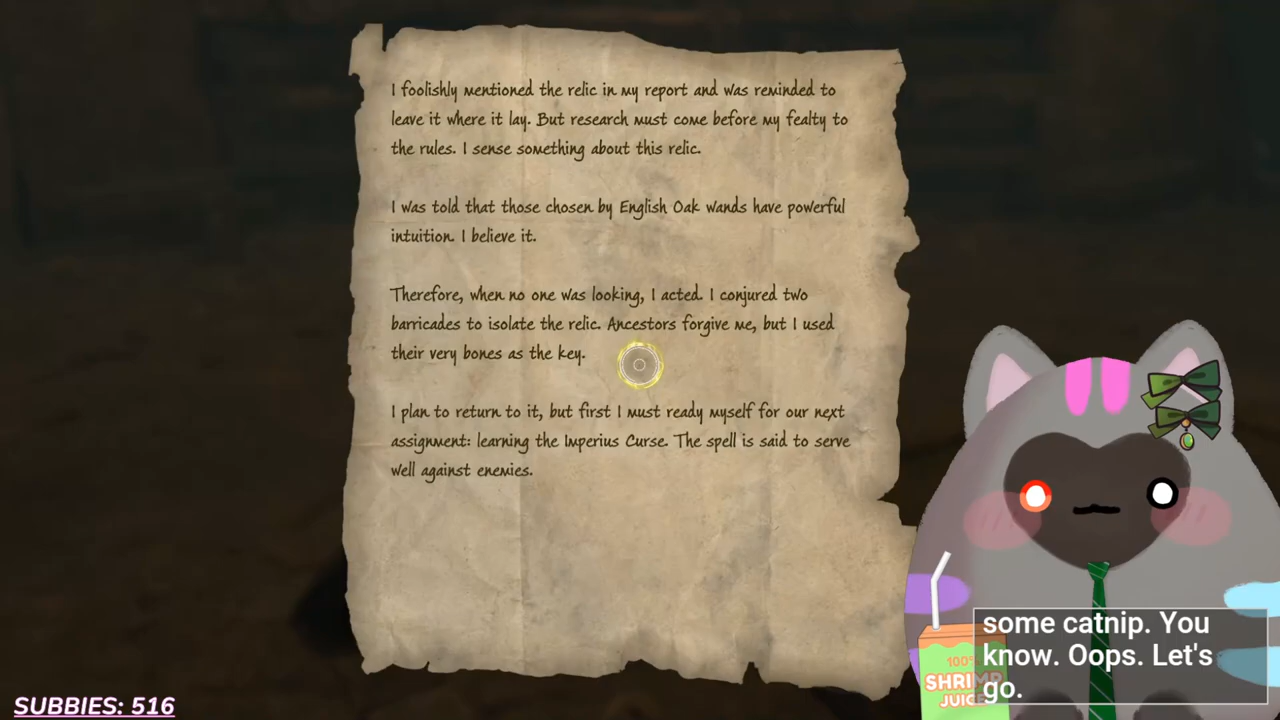 I foolishly mentioned the relic in my report and was reminded to
leave it where it lay. But research must come before my fealty to
the rules. I sense something about this relic.
I was told that those chosen by English Oak wands have powerful
intuition. I believe it.
Therefore, when no one was looking, I acted. I conjured two
barricades to isolate the relic. Ancestors forgive me, but I used
their very bones as the key.
I plan to return to it, but first I must ready myself for our next
assignment: learning the Imperius Curse. The spell is said to serve
well against enemies.
some catnip. You
know. Oops. Let's
go.
100%
SHRIMP
JUICE
SUBBIES: 516